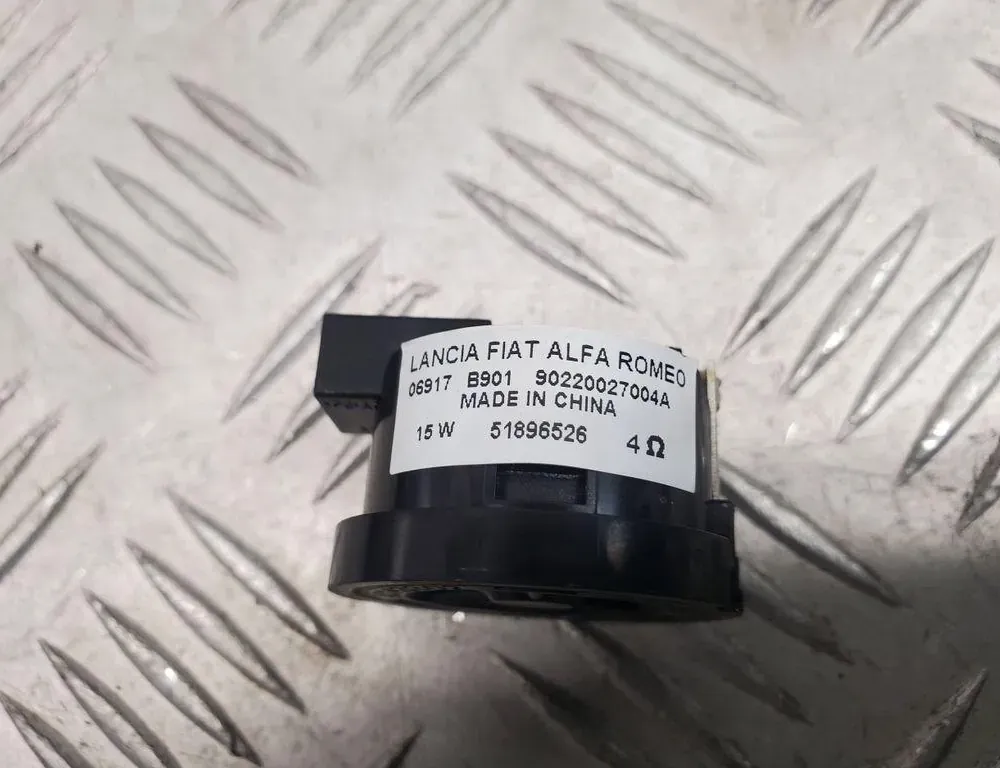 LANCIA FIAT ALFA ROMEO
06917 B901 90220027004A
MADE IN CHINA
15 W 51896526 4 Ω